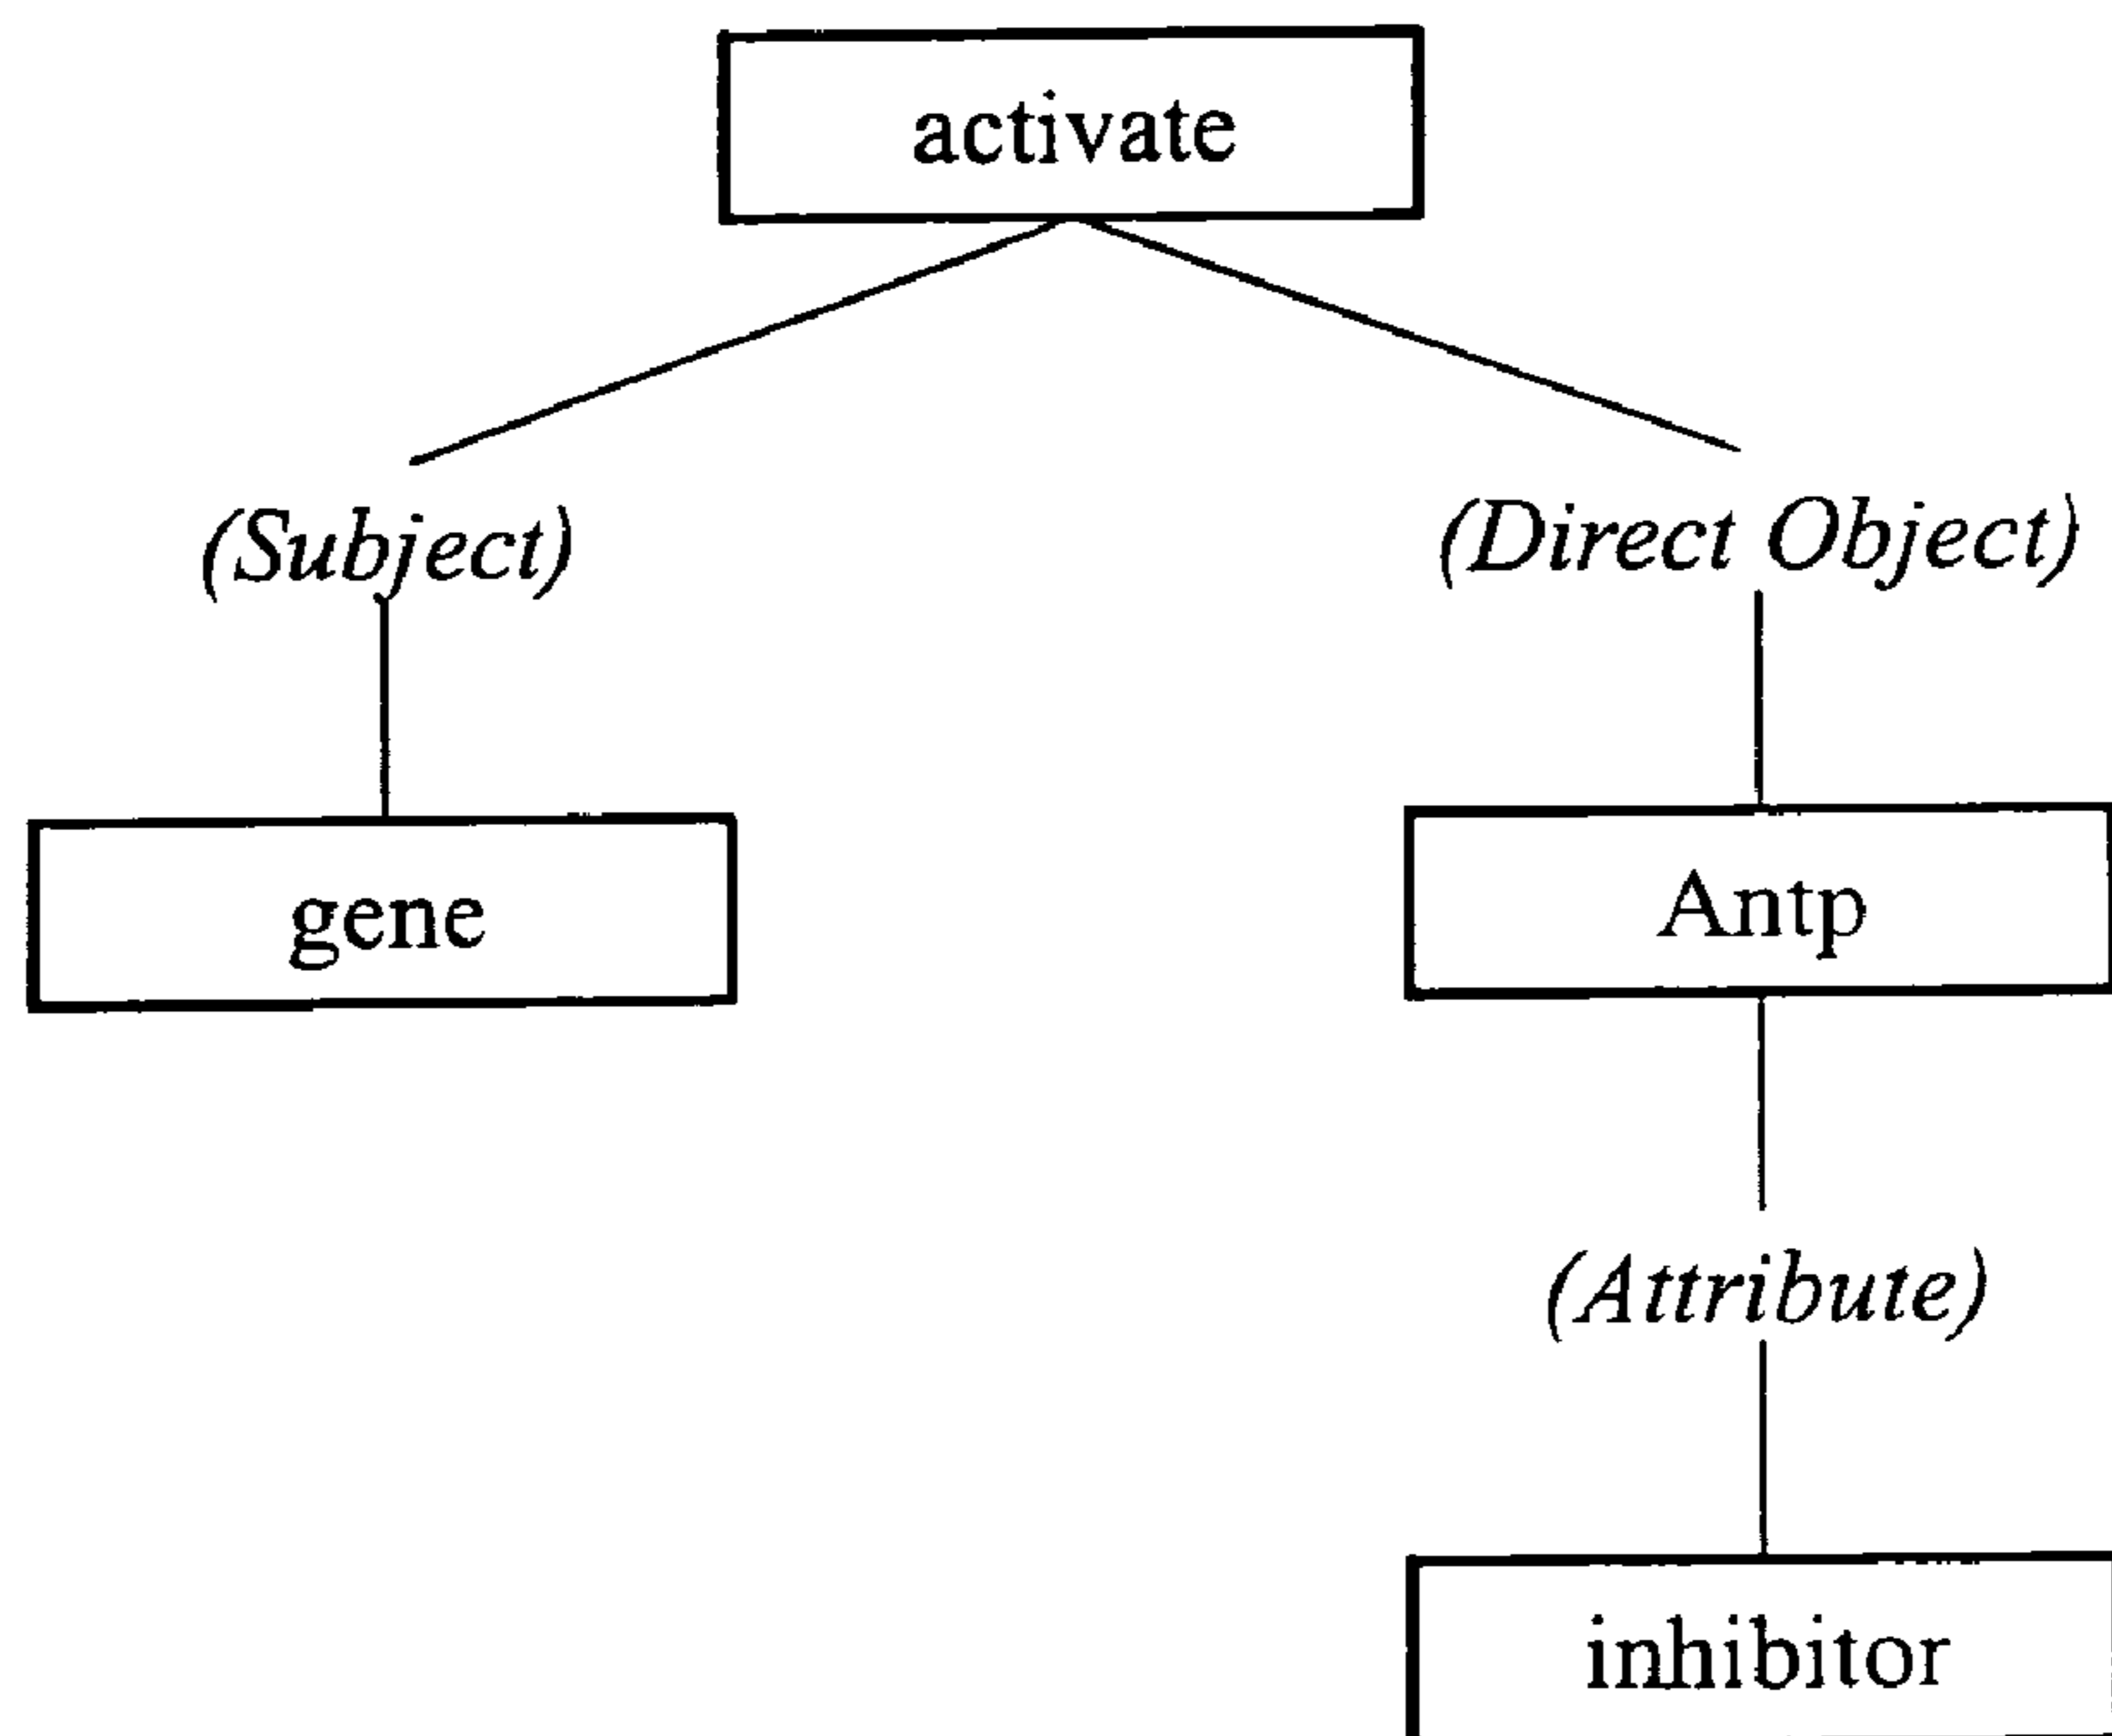 activate
(Subject)
(Direct Object)
gene
Antp
(Attribute)
inhibitor